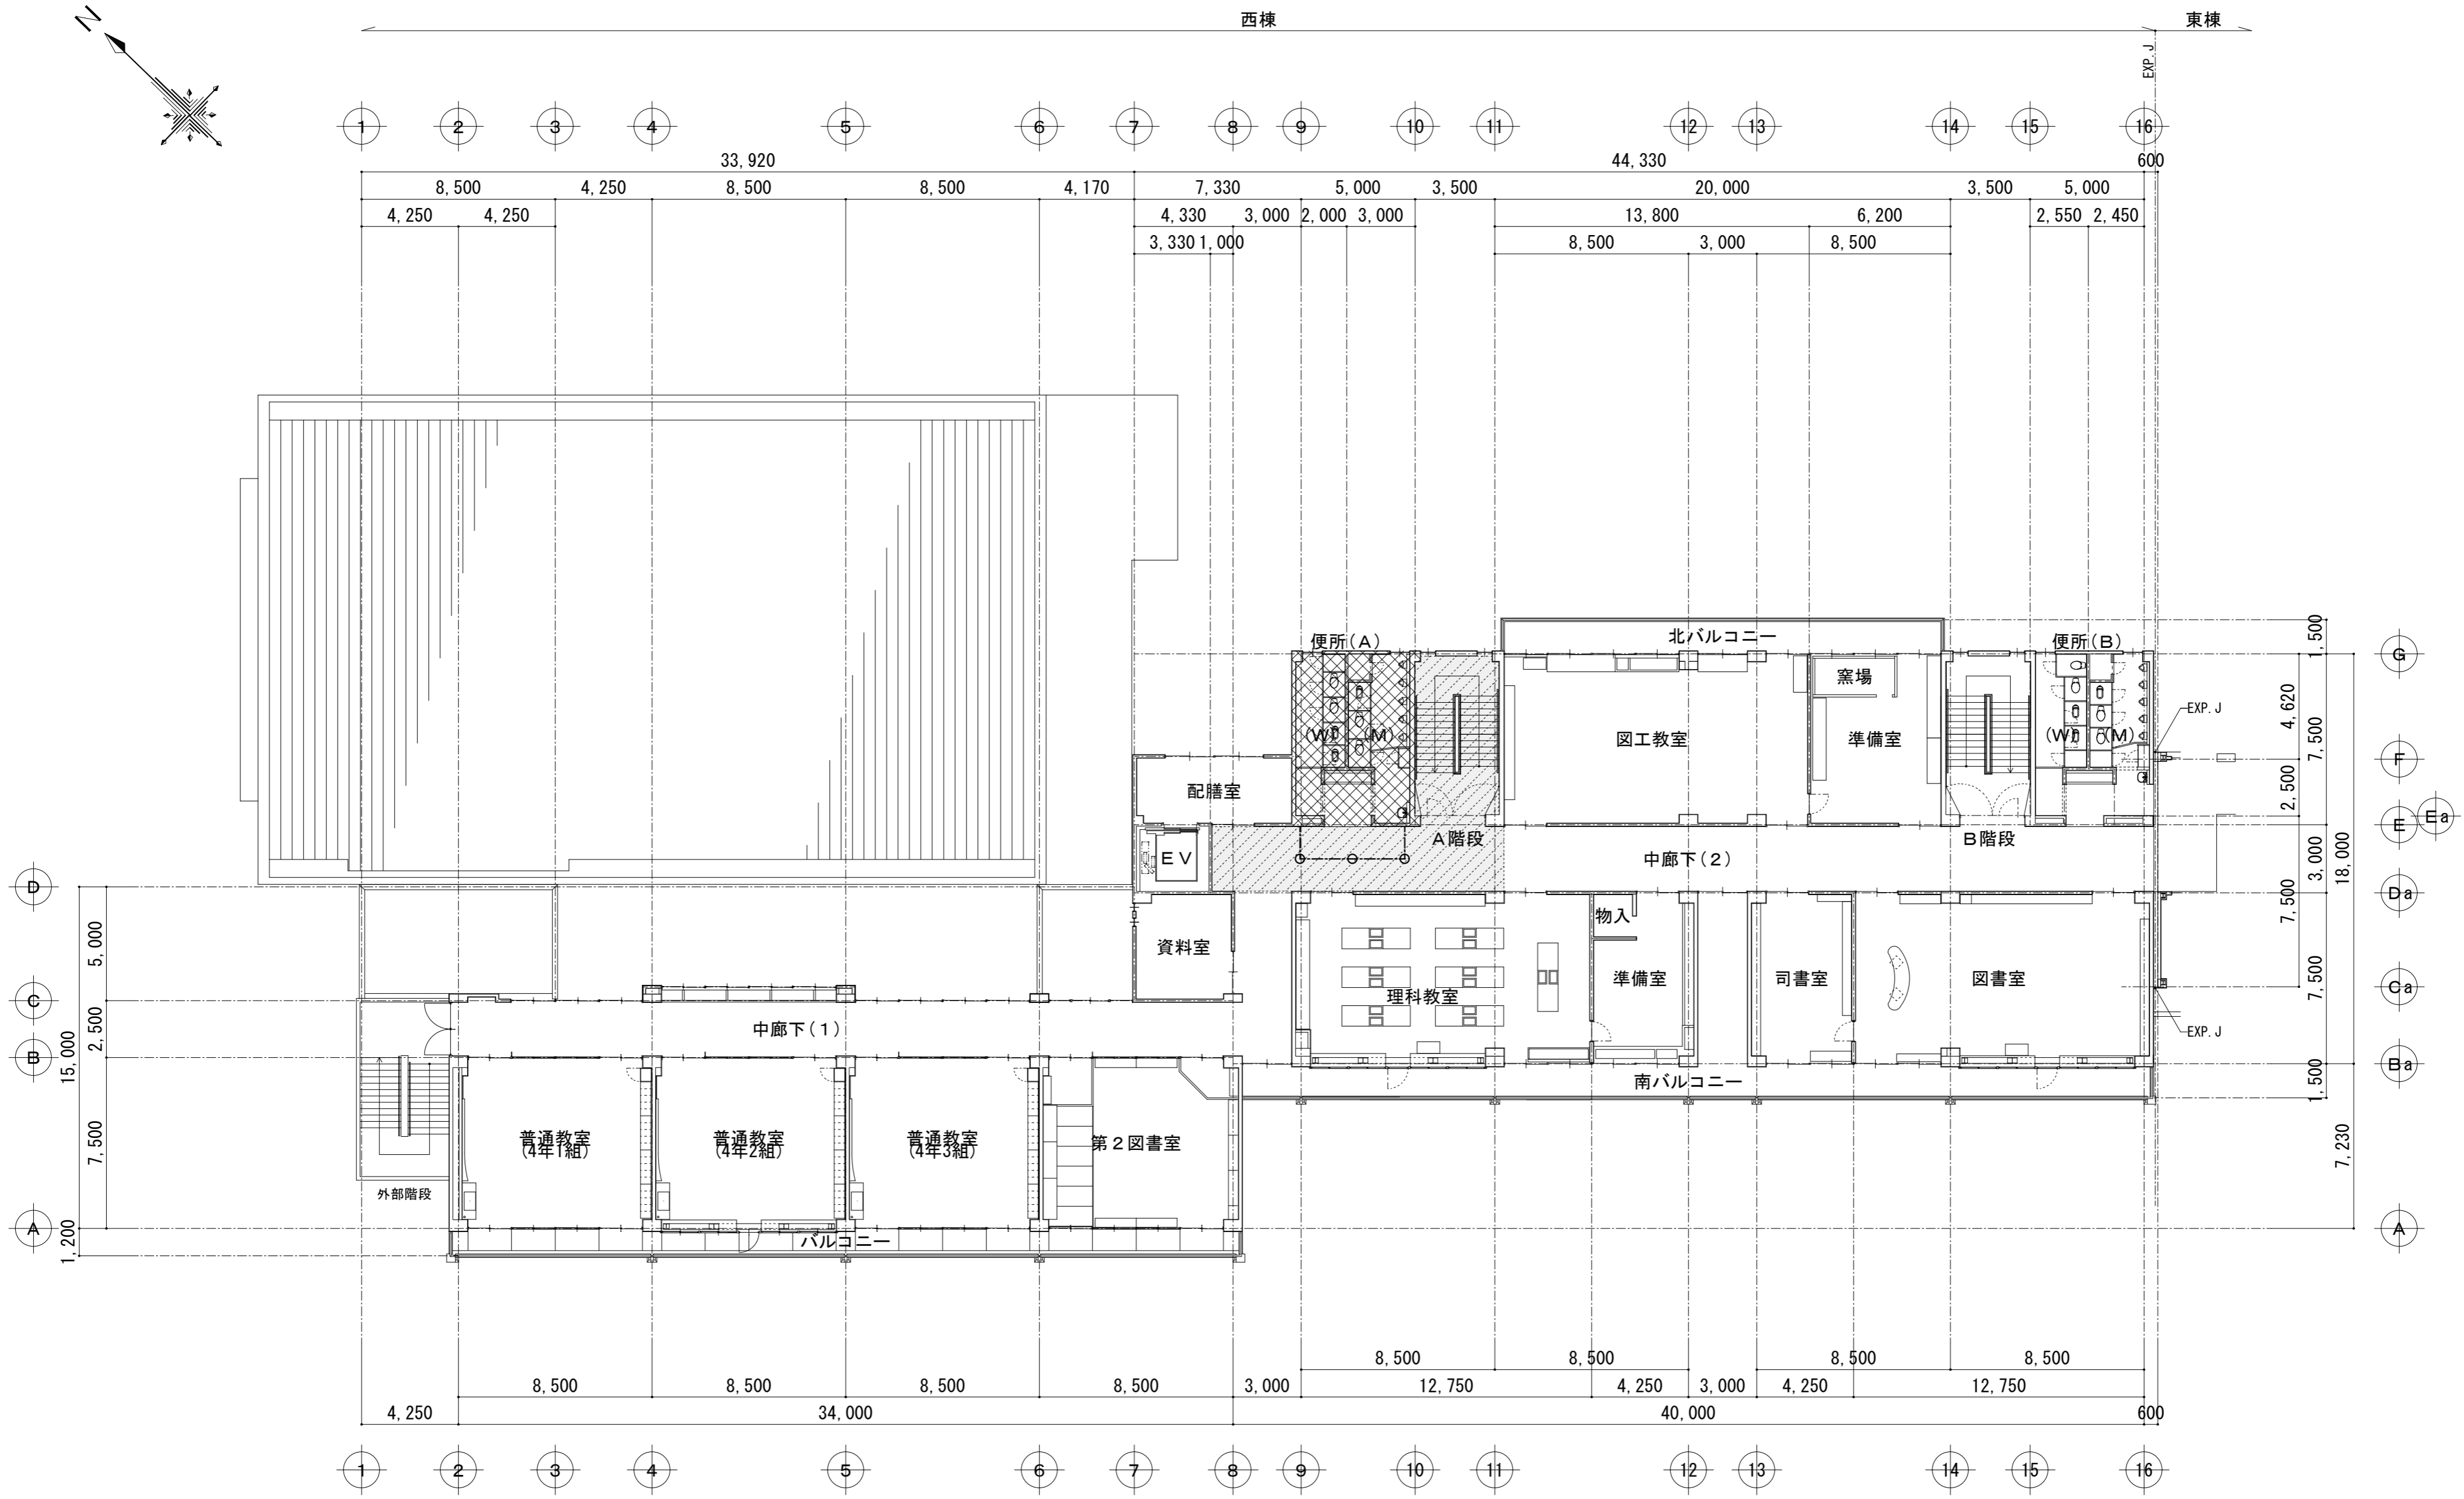 N
西棟 東棟
EXP.J
1 2 3 4 5 6 7 8 9 10 11 12 13 14 15 16
33,920 44,330 600
8,500 4,250 8,500 8,500 4,170 7,330 5,000 3,500 20,000 3,500 5,000
4,250 4,250 4,330 3,000 2,000 3,000 13,800 6,200 2,550 2,450
3,330 1,000 8,500 3,000 8,500
便所(A) 北バルコニー 便所(B)
1,500
G
窯場
4,620
EXP.J
(W) (M) 図工教室 準備室 (W) (M)
7,500
F
配膳室
2,500
E
Ea
A階段 B階段
EV 中廊下(2)
3,000
18,000
D
Da
物入
7,500
資料室
5,000
理科教室 準備室 司書室 図書室
7,500
C
Ca
中廊下(1)
EXP.J
2,500
B
Ba
15,000
南バルコニー
1,500
7,500
普通教室
(4年1組)
普通教室
(4年2組)
普通教室
(4年3組)
第2図書室
7,230
外部階段
A
A
1,200
バルコニー
8,500 8,500 8,500 8,500
8,500 8,500 8,500 8,500 3,000 12,750 4,250 3,000 4,250 12,750
4,250 34,000 40,000 600
1 2 3 4 5 6 7 8 9 10 11 12 13 14 15 16